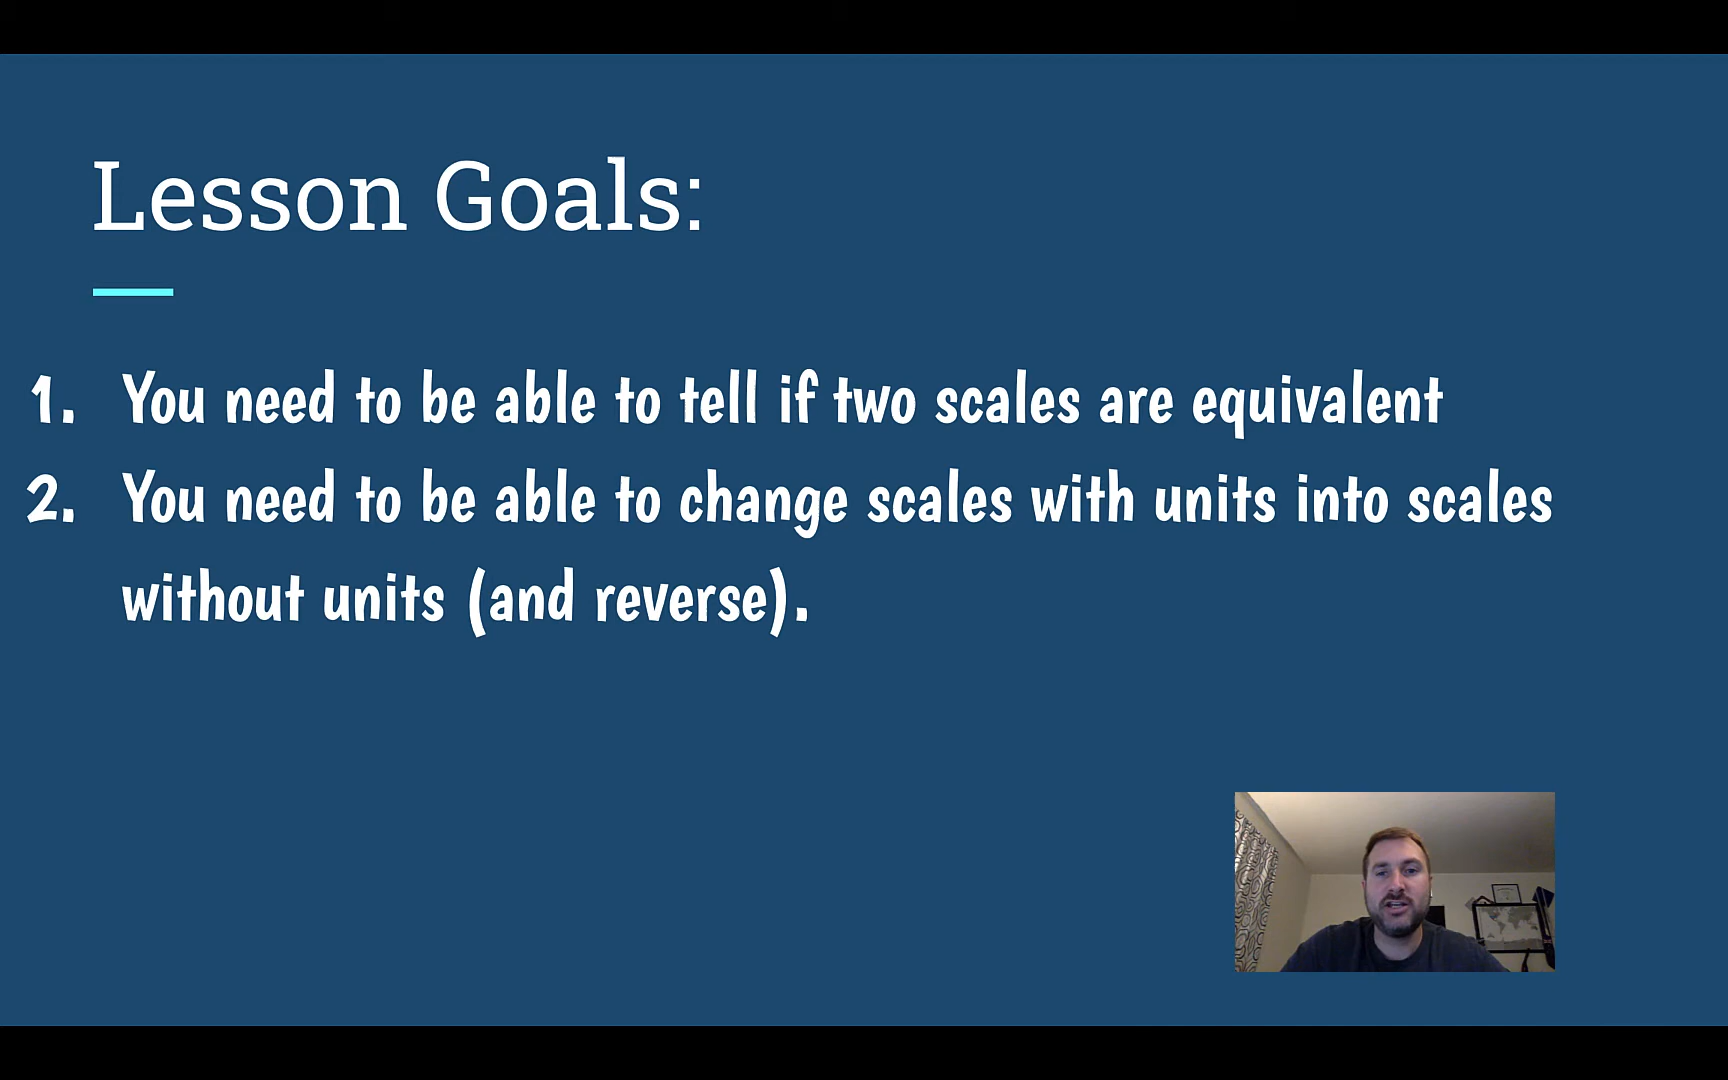 Lesson Goals:
1. You need to be able to tell if two scales are equivalent
2. You need to be able to change scales with units into scales
without units (and reverse).